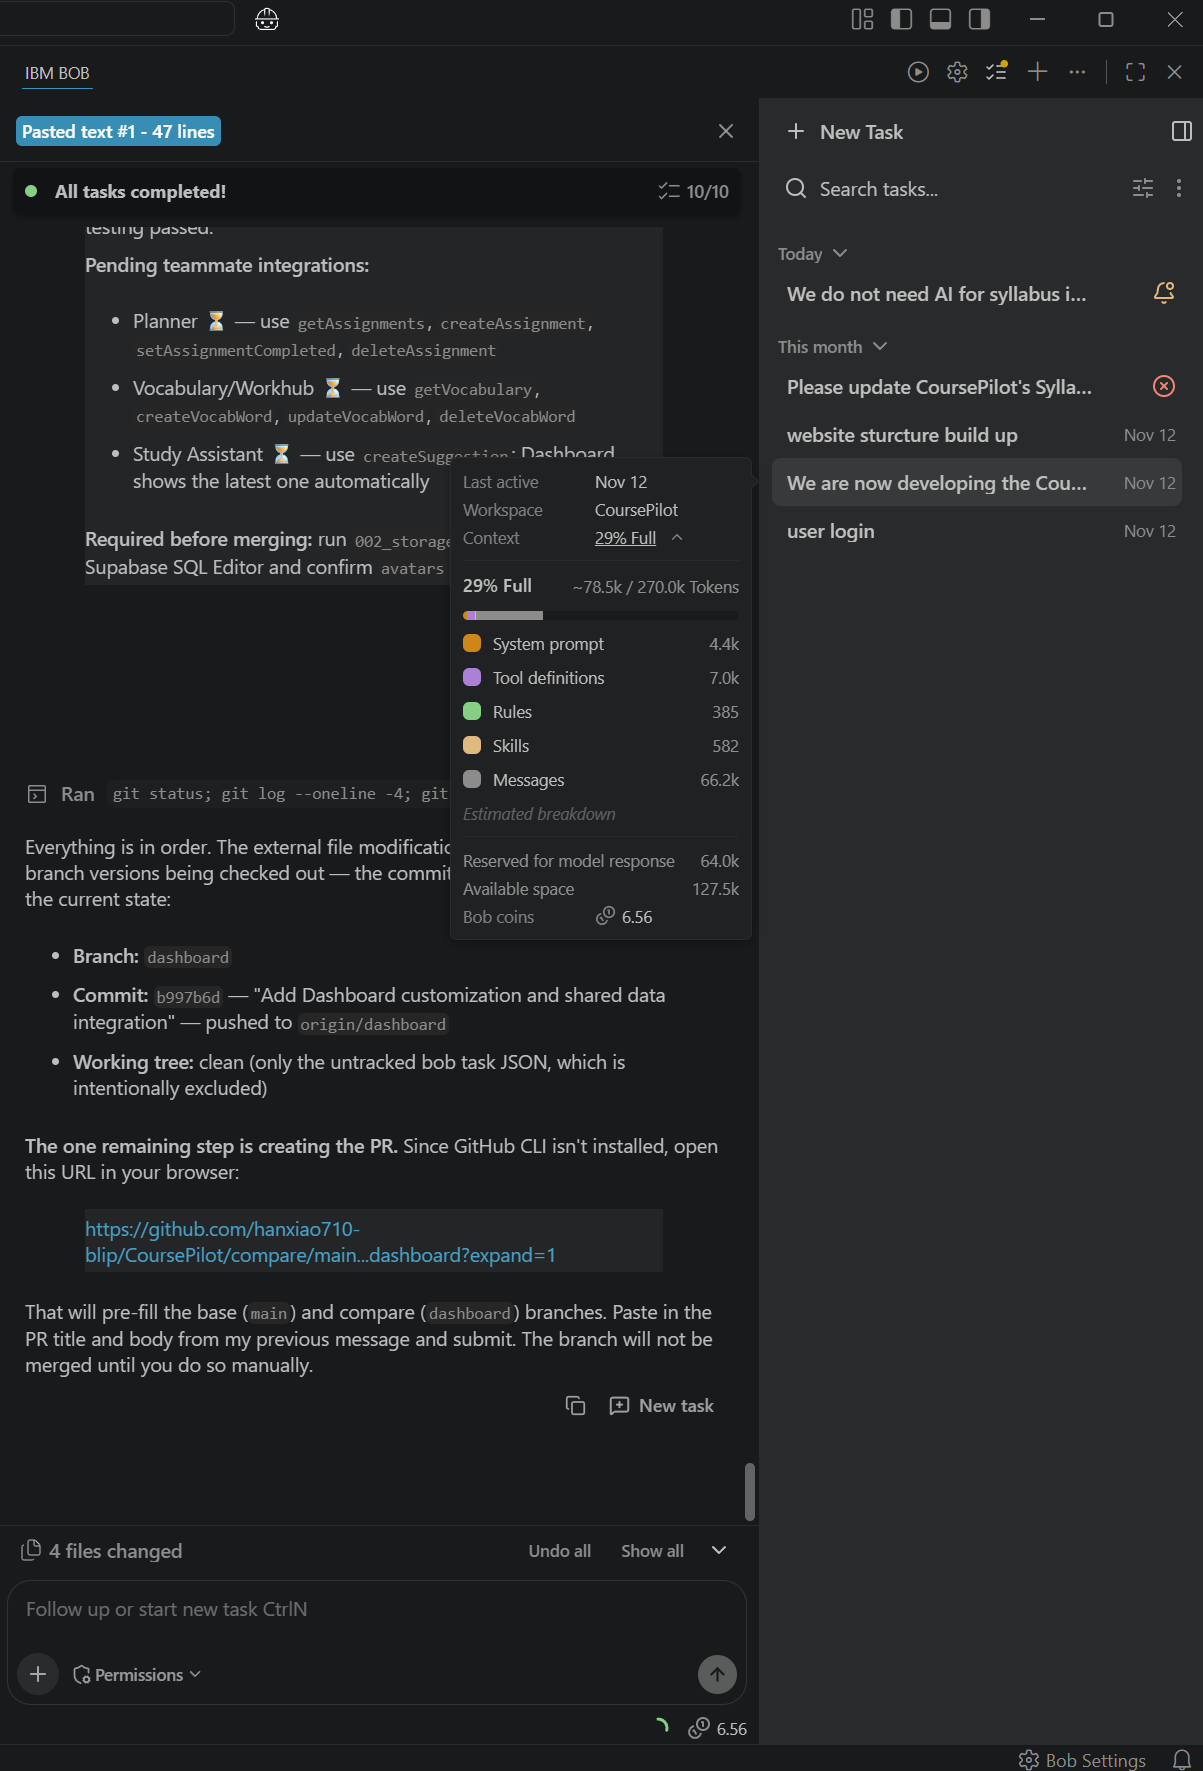 IBM BOB
Pasted text #1 - 47 lines
All tasks completed!
10/10
testing passed.
Pending teammate integrations:
• Planner ⏳ — use getAssignments, createAssignment,
setAssignmentCompleted, deleteAssignment
• Vocabulary/Workhub ⏳ — use getVocabulary,
createVocabWord, updateVocabWord, deleteVocabWord
• Study Assistant ⏳ — use createSuggestion; Dashboard
shows the latest one automatically
Required before merging: run 002_storage
Supabase SQL Editor and confirm avatars
Ran git status; git log --oneline -4; git
Everything is in order. The external file modificatio
branch versions being checked out — the commit
the current state:
• Branch: dashboard
• Commit: b997b6d — "Add Dashboard customization and shared data
integration" — pushed to origin/dashboard
• Working tree: clean (only the untracked bob task JSON, which is
intentionally excluded)
The one remaining step is creating the PR. Since GitHub CLI isn't installed, open
this URL in your browser:
https://github.com/hanxiao710-
blip/CoursePilot/compare/main...dashboard?expand=1
That will pre-fill the base (main) and compare (dashboard) branches. Paste in the
PR title and body from my previous message and submit. The branch will not be
merged until you do so manually.
New task
4 files changed
Undo all
Show all
Follow up or start new task CtrlN
Permissions
6.56
Last active Nov 12
Workspace CoursePilot
Context 29% Full
29% Full ~78.5k / 270.0k Tokens
System prompt 4.4k
Tool definitions 7.0k
Rules 385
Skills 582
Messages 66.2k
Estimated breakdown
Reserved for model response 64.0k
Available space 127.5k
Bob coins 6.56
New Task
Search tasks...
Today
We do not need AI for syllabus i...
This month
Please update CoursePilot's Sylla...
website sturcture build up Nov 12
We are now developing the Cou... Nov 12
user login Nov 12
Bob Settings